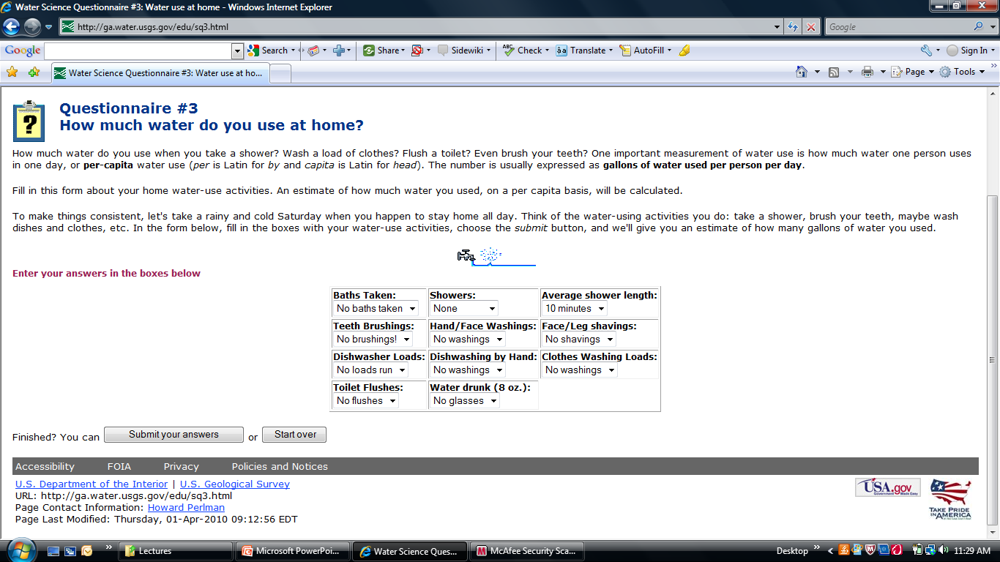 Water Science Questionnaire #3: Water use at home - Windows Internet Explorer
http://ga.water.usgs.gov/edu/sq3.html
Google
Google Search Share Sidewiki Check Translate AutoFill Sign In
Water Science Questionnaire #3: Water use at ho... Page Tools
Questionnaire #3
How much water do you use at home?
How much water do you use when you take a shower? Wash a load of clothes? Flush a toilet? Even brush your teeth? One important measurement of water use is how much water one person uses
in one day, or per-capita water use (per is Latin for by and capita is Latin for head). The number is usually expressed as gallons of water used per person per day.
Fill in this form about your home water-use activities. An estimate of how much water you used, on a per capita basis, will be calculated.
To make things consistent, let's take a rainy and cold Saturday when you happen to stay home all day. Think of the water-using activities you do: take a shower, brush your teeth, maybe wash
dishes and clothes, etc. In the form below, fill in the boxes with your water-use activities, choose the submit button, and we'll give you an estimate of how many gallons of water you used.
Enter your answers in the boxes below
Baths Taken: Showers: Average shower length:
No baths taken None 10 minutes
Teeth Brushings: Hand/Face Washings: Face/Leg shavings:
No brushings! No washings No shavings
Dishwasher Loads: Dishwashing by Hand: Clothes Washing Loads:
No loads run No washings No washings
Toilet Flushes: Water drunk (8 oz.):
No flushes No glasses
Finished? You can Submit your answers or Start over
Accessibility FOIA Privacy Policies and Notices
U.S. Department of the Interior | U.S. Geological Survey
URL: http://ga.water.usgs.gov/edu/sq3.html
Page Contact Information: Howard Perlman
Page Last Modified: Thursday, 01-Apr-2010 09:12:56 EDT
USA.gov
Government Made Easy
TAKE PRIDE
IN AMERICA
Lectures Microsoft PowerPoi... Water Science Ques... McAfee Security Sca... Desktop 11:29 AM